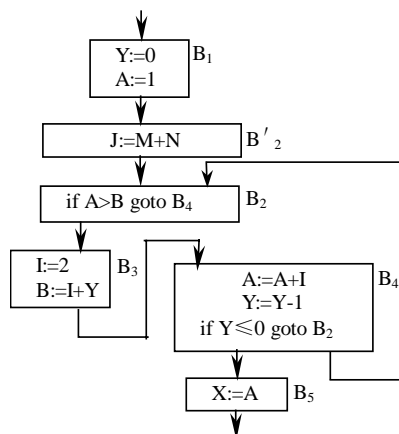 Y:=0
A:=1
B1
J:=M+N
B′2
if A>B goto B4
B2
I:=2
B:=I+Y
B3
A:=A+I
Y:=Y-1
if Y≤0 goto B2
B4
X:=A
B5